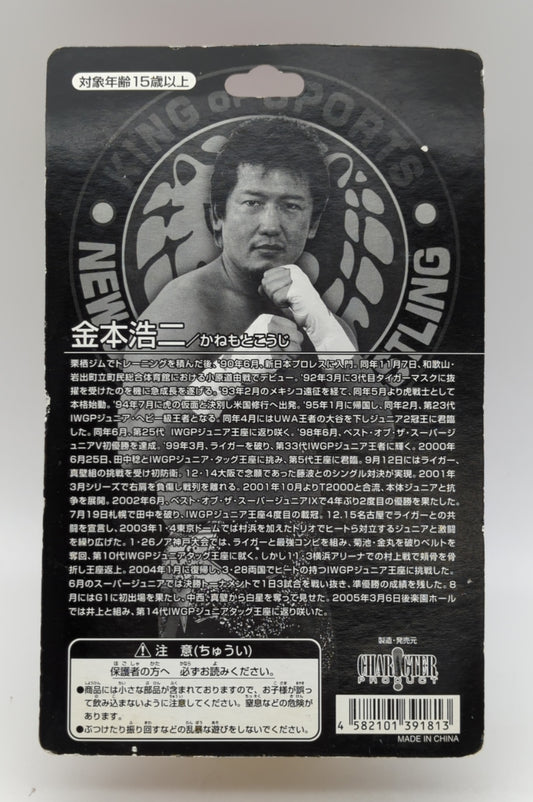 対象年齢15歳以上
KING OF SPORTS
NEW
TLING
金本浩二/かねもとこうじ
栗栖ジムでトレーニングを積んだ後、'90年6月、新日本プロレスに入門。同年11月7日、和歌山・
岩出町立町民総合体育館における小原道由戦でデビュー。'92年3月に3代目タイガーマスクに抜
擢を受けたのを機に急成長を遂げる。'93年2月のメキシコ遠征を経て、同年5月より虎戦士として
本格始動。'94年7月に虎の仮面と決別し米国修行へ出発。'95年1月に帰国し、同年2月、第23代
IWGPジュニア・ヘビー級王者となる。同年4月にはUWA王者の大谷を下しジュニア2冠王に君臨
した。同年6月、第25代 IWGPジュニア王座に返り咲く。'98年6月、ベスト・オブ・ザ・スーパージュ
ニアV初優勝を達成。'99年3月、ライガーを破り、第33代IWGPジュニア王者に輝く。2000年
6月25日、田中稔とIWGPジュニア・タッグ王座に挑み、第5代王座に君臨。9月12日にはライガー、
真壁組の挑戦を受け初防衛。12・14大阪で念願であった藤波とのシングル対決が実現。2001年
3月シリーズで右肩を負傷し戦列を離れる。2001年10月よりT2000と合流、本体ジュニアと抗
争を展開。2002年6月、ベスト・オブ・ザ・スーパージュニアIXで4年ぶり2度目の優勝を果たした。
7月19日札幌で田中を破り、IWGPジュニア王座4度目の載冠。12.15名古屋でライガーとの共
闘を宣言し、2003年1・4東京ドームでは村浜を加えたトリオでヒートら対立するジュニアと激闘
を繰り広げた。1・26ノア神戸大会では、ライガーと最強コンビを組み、菊池・金丸を破りベルトを
奪回、第10代IWGPジュニアタッグ王座に就く。しかし11・3横浜アリーナでの村上戦で頬骨を骨
折し王座返上。2004年1月に復帰し、3・28両国でヒートの持つIWGPジュニア王座に挑戦した。
6月のスーパージュニアでは決勝トーナメントで1日3試合を戦い抜き、準優勝の成績を残した。8
月にはG1に初出場を果たし、中西、真壁から白星を奪って見せた。2005年3月6日後楽園ホール
では井上と組み、第14代IWGPジュニアタッグ王座に返り咲いた。
注 意(ちゅうい)
保護者の方へ 必ずお読みください。
●商品には小さな部品が含まれておりますので、お子様が誤っ
て飲み込まないように注意してください。窒息などの危険が
あります。
●ぶつけたり振り回すなどの乱暴な遊びをしないでください。
製造・発売元
CHARACTER
PRODUCT
4 582101 391813
MADE IN CHINA